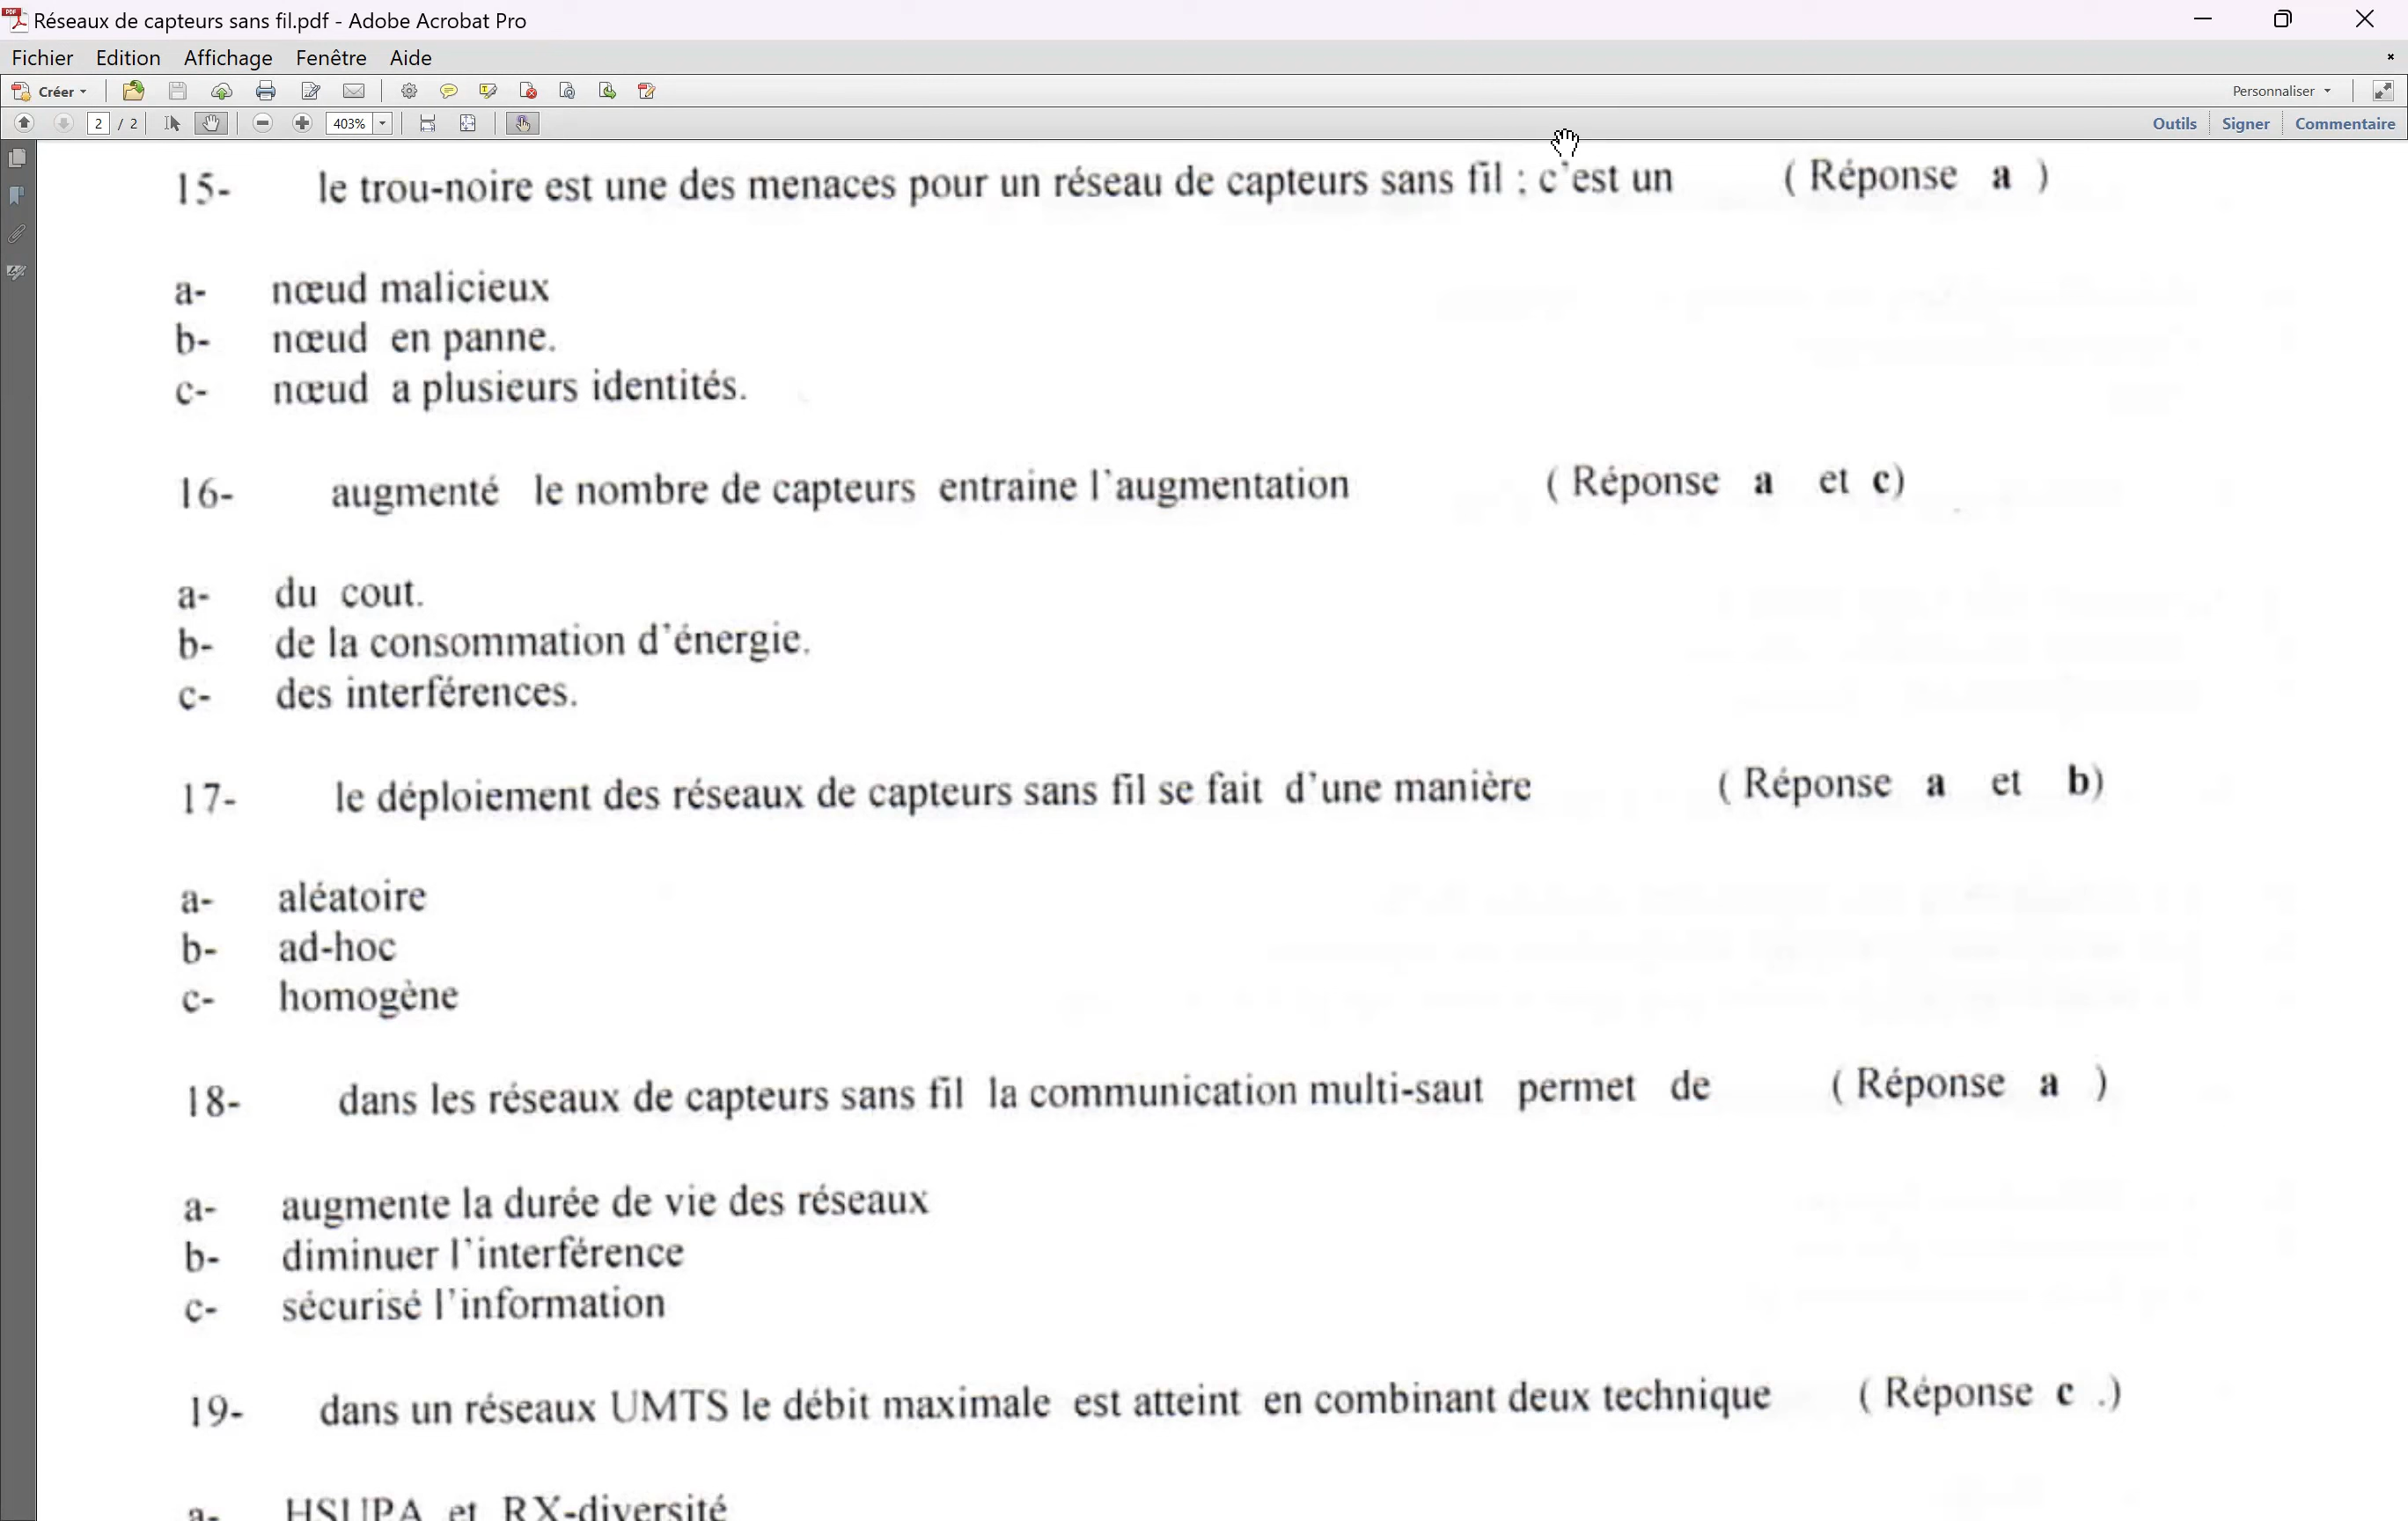 Réseaux de capteurs sans fil.pdf - Adobe Acrobat Pro
Fichier Edition Affichage Fenêtre Aide
Créer Personnaliser
2 / 2 403% Outils Signer Commentaire
15- le trou-noire est une des menaces pour un réseau de capteurs sans fil : c'est un ( Réponse a )
a- nœud malicieux
b- nœud en panne.
c- nœud a plusieurs identités.
16- augmenté le nombre de capteurs entraine l'augmentation ( Réponse a et c)
a- du cout.
b- de la consommation d'énergie.
c- des interférences.
17- le déploiement des réseaux de capteurs sans fil se fait d'une manière ( Réponse a et b)
a- aléatoire
b- ad-hoc
c- homogène
18- dans les réseaux de capteurs sans fil la communication multi-saut permet de ( Réponse a )
a- augmente la durée de vie des réseaux
b- diminuer l'interférence
c- sécurisé l'information
19- dans un réseaux UMTS le débit maximale est atteint en combinant deux technique ( Réponse c .)
a- HSUPA et RX-diversité